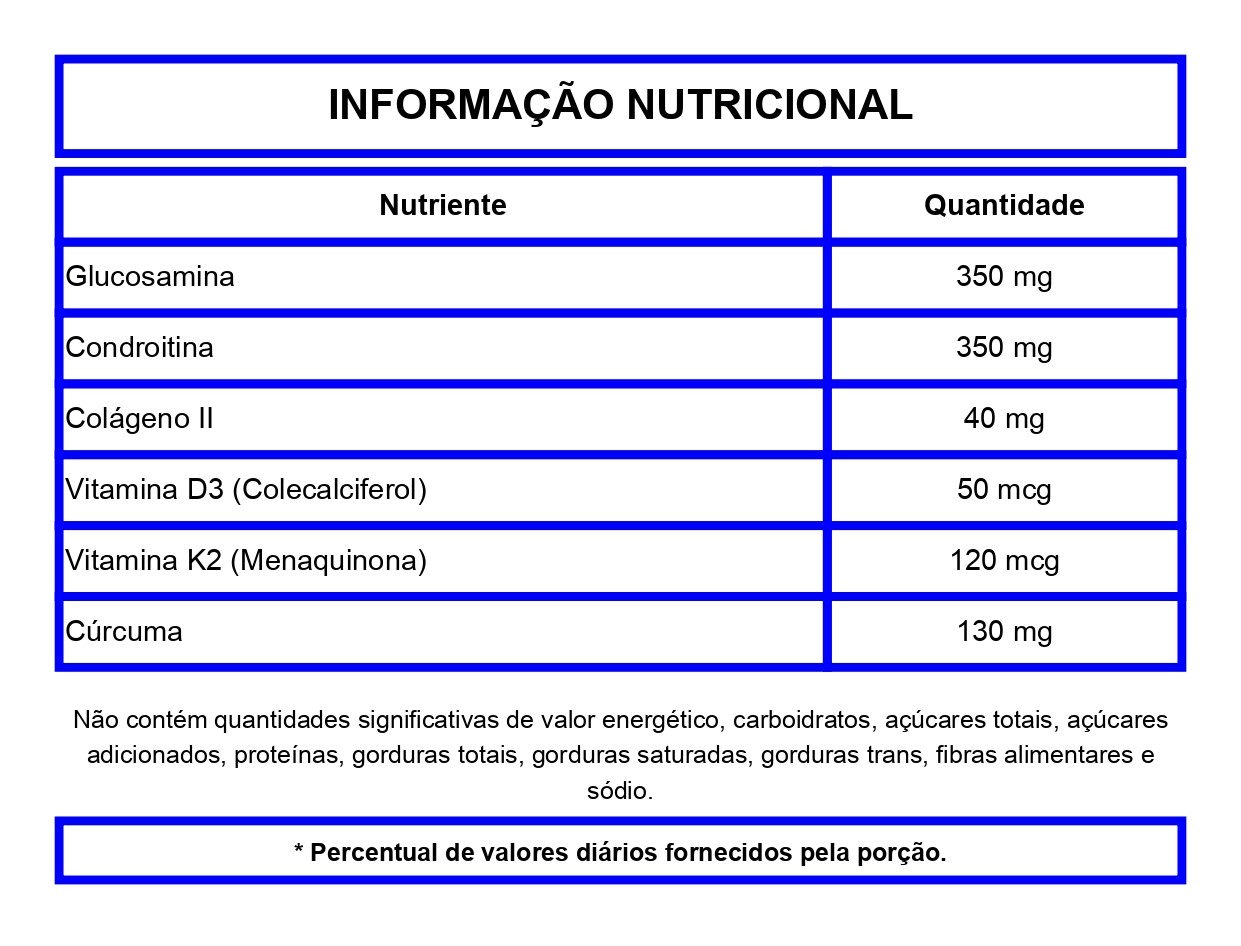 INFORMAÇÃO NUTRICIONAL
Nutriente Quantidade
Glucosamina 350 mg
Condroitina 350 mg
Colágeno II 40 mg
Vitamina D3 (Colecalciferol) 50 mcg
Vitamina K2 (Menaquinona) 120 mcg
Cúrcuma 130 mg
Não contém quantidades significativas de valor energético, carboidratos, açúcares totais, açúcares
adicionados, proteínas, gorduras totais, gorduras saturadas, gorduras trans, fibras alimentares e
sódio.
* Percentual de valores diários fornecidos pela porção.